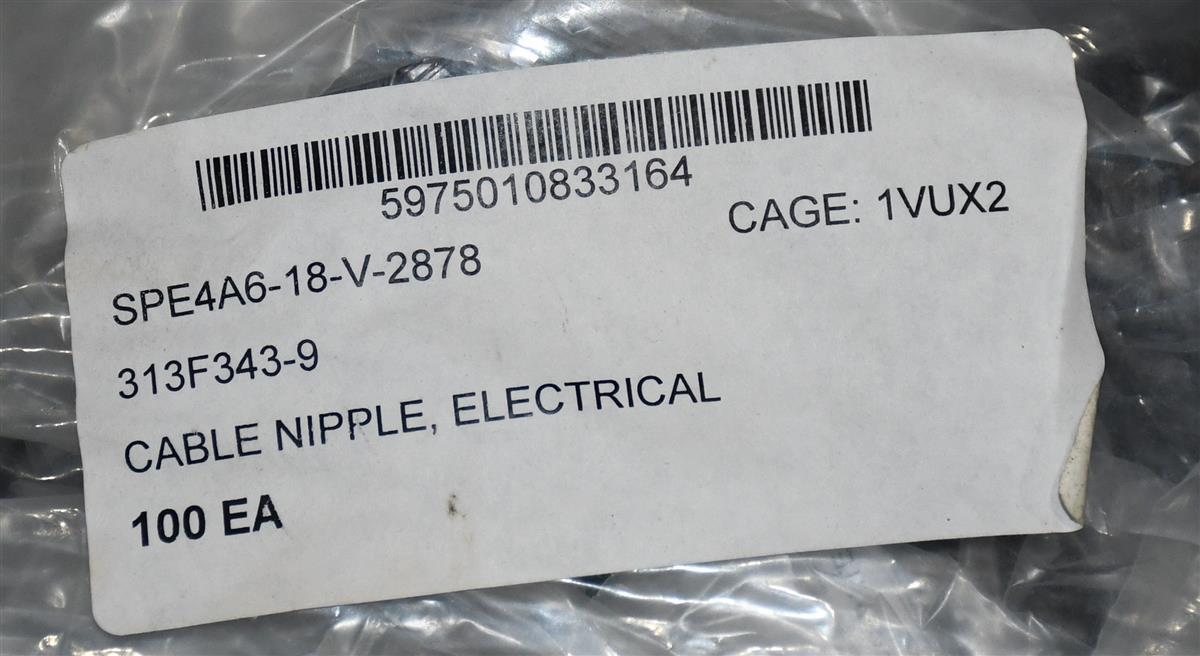 5975010833164
CAGE: 1VUX2
SPE4A6-18-V-2878
313F343-9
CABLE NIPPLE, ELECTRICAL
100 EA